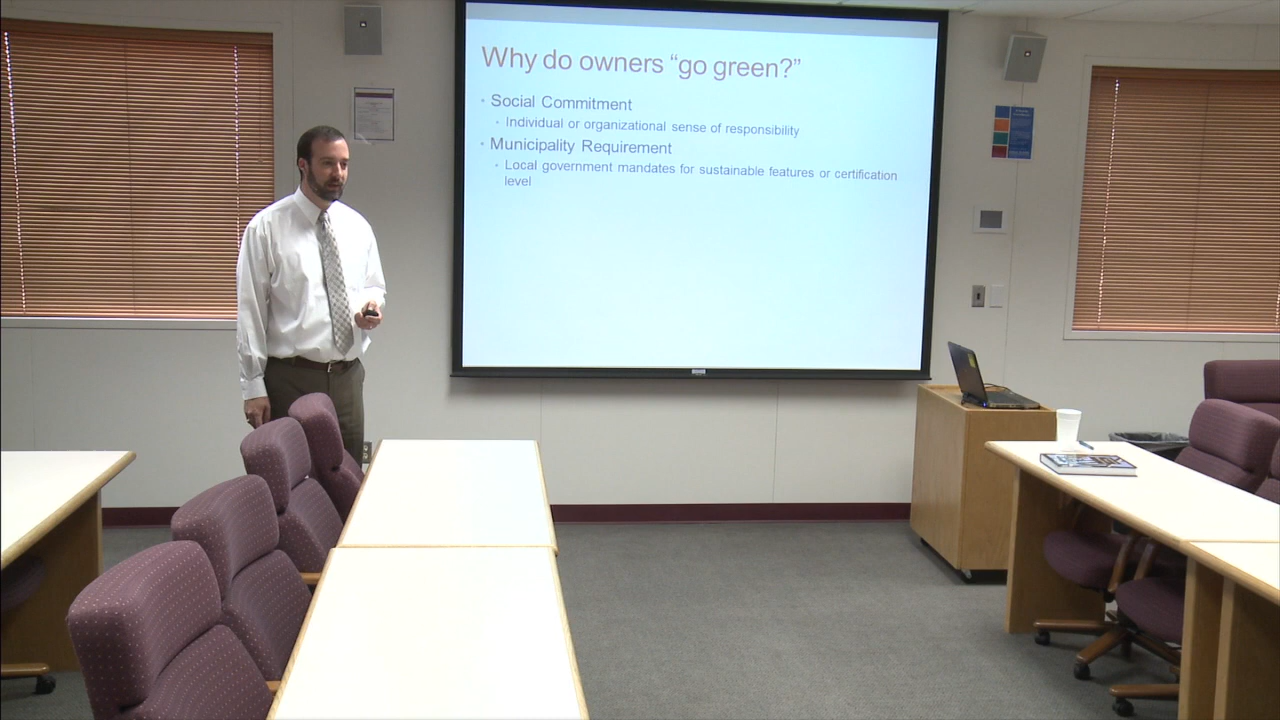 Why do owners “go green?”
• Social Commitment
• Individual or organizational sense of responsibility
• Municipality Requirement
• Local government mandates for sustainable features or certification
level